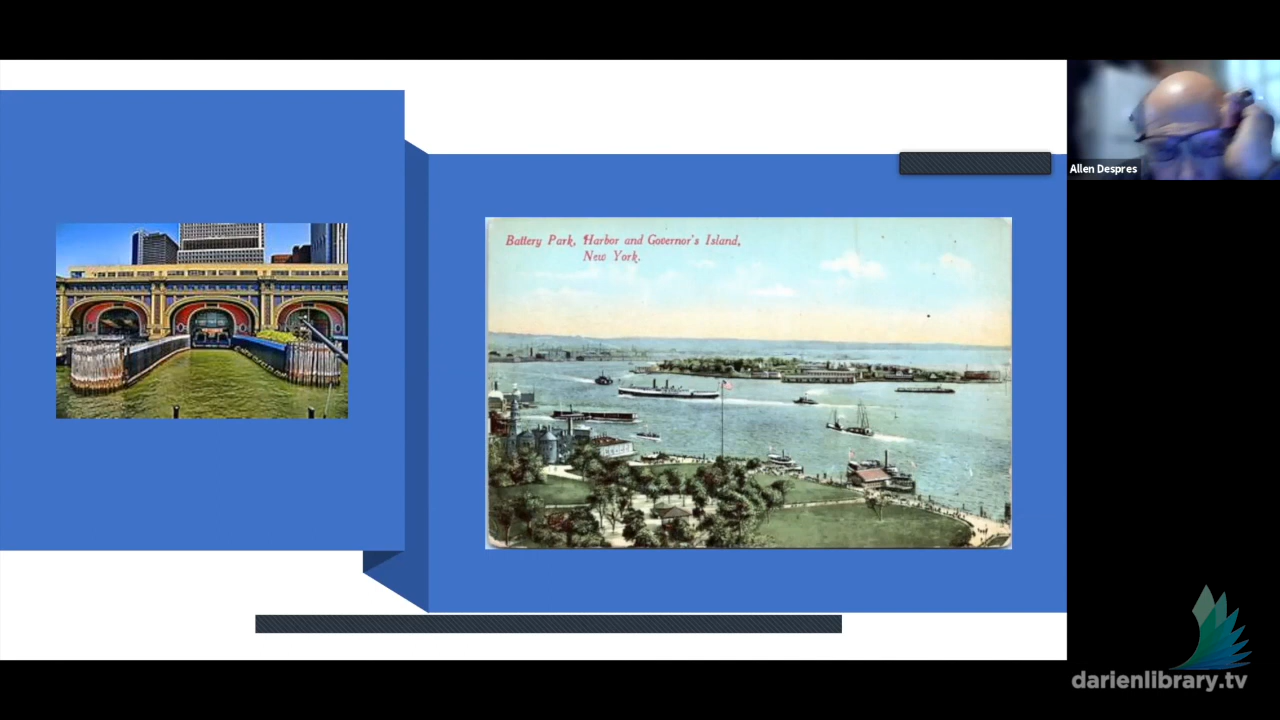 Battery Park, Harbor and Governor's Island,
New York.
Allen Despres
darienlibrary.tv